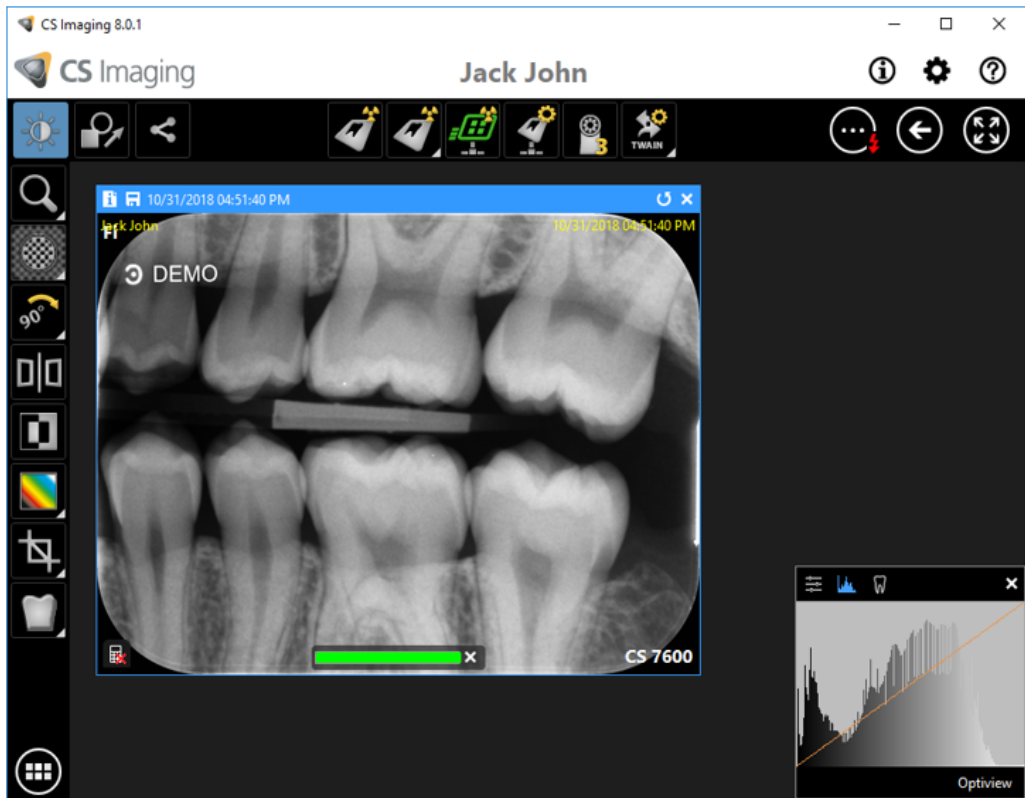 CS Imaging 8.0.1
CS Imaging
Jack John
90°
3
TWAIN
10/31/2018 04:51:40 PM
Jack John
10/31/2018 04:51:40 PM
DEMO
CS 7600
Optiview